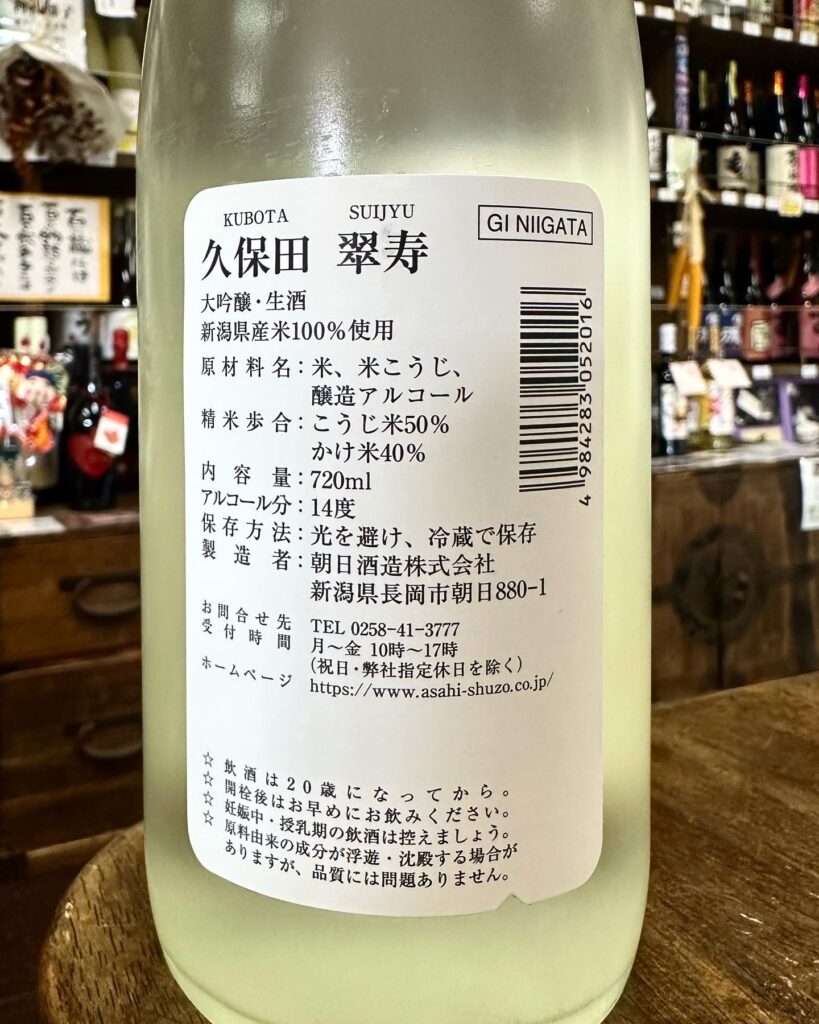 KUBOTA SUIJYU
久保田 翠寿
GI NIIGATA
大吟醸・生酒
新潟県産米100%使用
原材料名：米、米こうじ、
醸造アルコール
精米歩合：こうじ米50%
かけ米40%
内容量：720ml
アルコール分：14度
保存方法：光を避け、冷蔵で保存
製造者：朝日酒造株式会社
新潟県長岡市朝日880-1
お問合せ先 TEL 0258-41-3777
受付時間 月〜金 10時〜17時
(祝日・弊社指定休日を除く)
ホームページ https://www.asahi-shuzo.co.jp/
4 984283 052016
☆ 飲酒は20歳になってから。
☆ 開栓後はお早めにお飲みください。
☆ 妊娠中・授乳期の飲酒は控えましょう。
☆ 原料由来の成分が浮遊・沈殿する場合が
ありますが、品質には問題ありません。